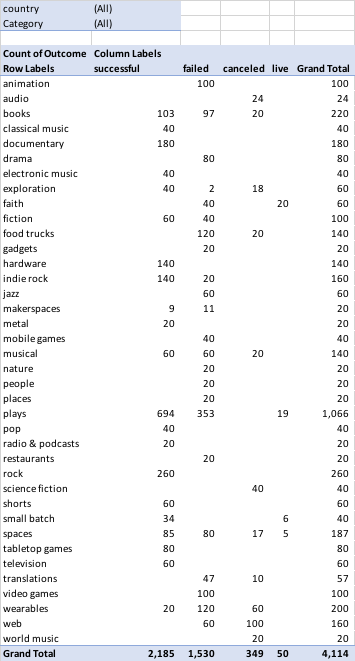 country (All)
Category (All)
Count of Outcome Column Labels
Row Labels successful failed canceled live Grand Total
animation 100 100
audio 24 24
books 103 97 20 220
classical music 40 40
documentary 180 180
drama 80 80
electronic music 40 40
exploration 40 2 18 60
faith 40 20 60
fiction 60 40 100
food trucks 120 20 140
gadgets 20 20
hardware 140 140
indie rock 140 20 160
jazz 60 60
makerspaces 9 11 20
metal 20 20
mobile games 40 40
musical 60 60 20 140
nature 20 20
people 20 20
places 20 20
plays 694 353 19 1,066
pop 40 40
radio & podcasts 20 20
restaurants 20 20
rock 260 260
science fiction 40 40
shorts 60 60
small batch 34 6 40
spaces 85 80 17 5 187
tabletop games 80 80
television 60 60
translations 47 10 57
video games 100 100
wearables 20 120 60 200
web 60 100 160
world music 20 20
Grand Total 2,185 1,530 349 50 4,114